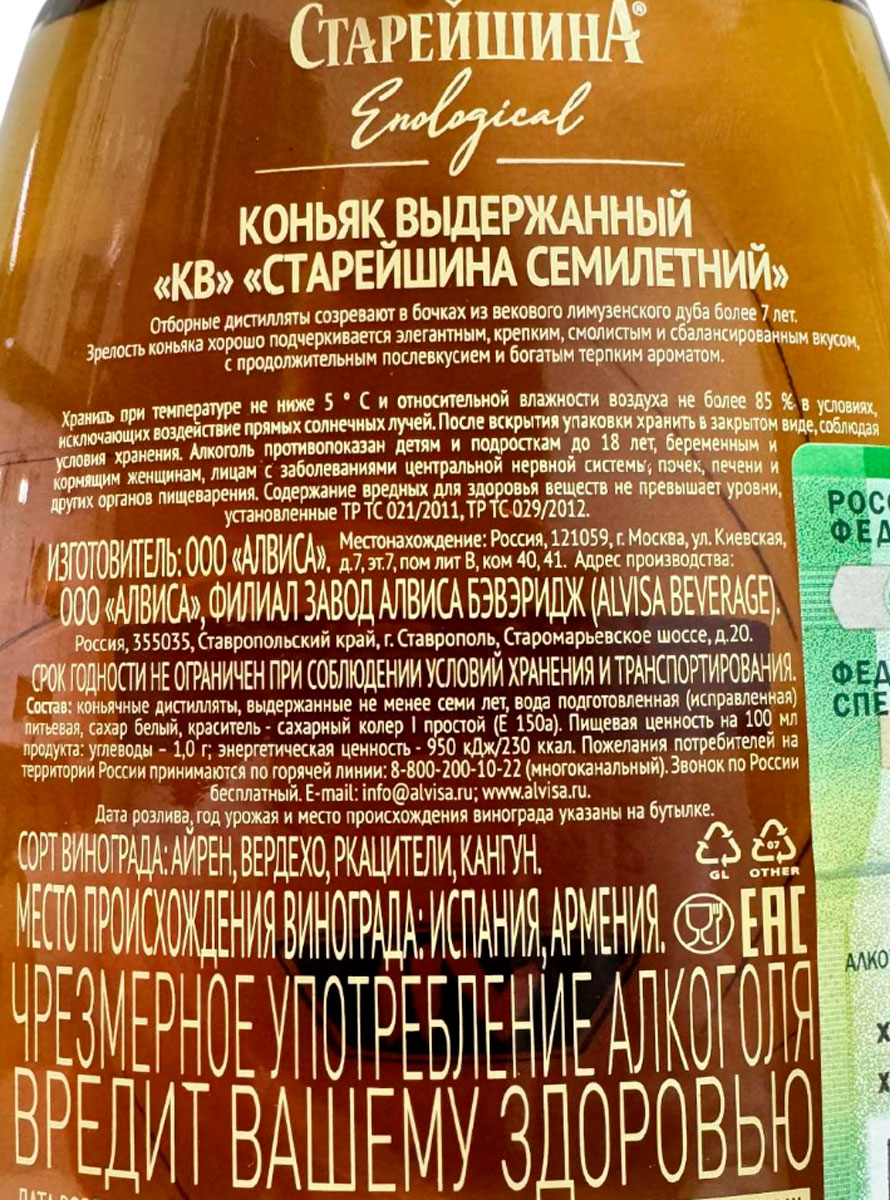 СТАРЕЙШИНА®
Enological
КОНЬЯК ВЫДЕРЖАННЫЙ
«КВ» «СТАРЕЙШИНА СЕМИЛЕТНИЙ»
Отборные дистилляты созревают в бочках из векового лимузенского дуба более 7 лет.
Зрелость коньяка хорошо подчеркивается элегантным, крепким, смолистым и сбалансированным вкусом,
с продолжительным послевкусием и богатым терпким ароматом.
Хранить при температуре не ниже 5 ° С и относительной влажности воздуха не более 85 % в условиях,
исключающих воздействие прямых солнечных лучей. После вскрытия упаковки хранить в закрытом виде, соблюдая
условия хранения. Алкоголь противопоказан детям и подросткам до 18 лет, беременным и
кормящим женщинам, лицам с заболеваниями центральной нервной системы, почек, печени и
других органов пищеварения. Содержание вредных для здоровья веществ не превышает уровни,
установленные ТР ТС 021/2011, ТР ТС 029/2012.
ИЗГОТОВИТЕЛЬ: ООО «АЛВИСА». Местонахождение: Россия, 121059, г. Москва, ул. Киевская,
д.7, эт.7, пом лит В, ком 40, 41. Адрес производства:
ООО «АЛВИСА», ФИЛИАЛ ЗАВОД АЛВИСА БЭВЭРИДЖ (ALVISA BEVERAGE).
Россия, 355035, Ставропольский край, г. Ставрополь, Старомарьевское шоссе, д.20.
СРОК ГОДНОСТИ НЕ ОГРАНИЧЕН ПРИ СОБЛЮДЕНИИ УСЛОВИЙ ХРАНЕНИЯ И ТРАНСПОРТИРОВАНИЯ.
Состав: коньячные дистилляты, выдержанные не менее семи лет, вода подготовленная (исправленная)
питьевая, сахар белый, краситель - сахарный колер I простой (Е 150а). Пищевая ценность на 100 мл
продукта: углеводы – 1,0 г; энергетическая ценность - 950 кДж/230 ккал. Пожелания потребителей на
территории России принимаются по горячей линии: 8-800-200-10-22 (многоканальный). Звонок по России
бесплатный. E-mail: info@alvisa.ru; www.alvisa.ru.
Дата розлива, год урожая и место происхождения винограда указаны на бутылке.
СОРТ ВИНОГРАДА: АЙРЕН, ВЕРДЕХО, РКАЦИТЕЛИ, КАНГУН.
07
GL OTHER
МЕСТО ПРОИСХОЖДЕНИЯ ВИНОГРАДА: ИСПАНИЯ, АРМЕНИЯ.
EAC
ЧРЕЗМЕРНОЕ УПОТРЕБЛЕНИЕ АЛКОГОЛЯ
ВРЕДИТ ВАШЕМУ ЗДОРОВЬЮ
РОСС
ФЕД
ФЕД
СПЕ
АЛКО